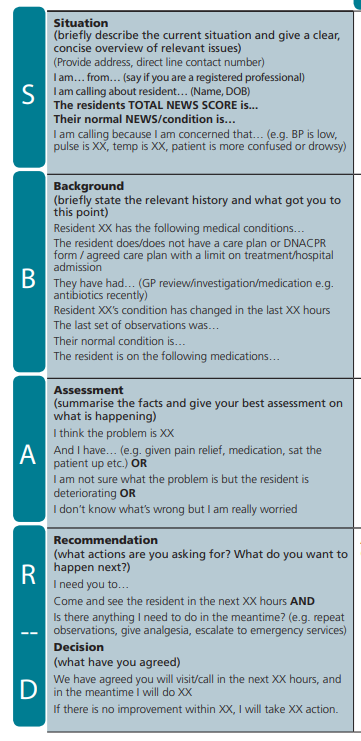 S
Situation
(briefly describe the current situation and give a clear,
concise overview of relevant issues)
(Provide address, direct line contact number)
I am... from... (say if you are a registered professional)
I am calling about resident... (Name, DOB)
The residents TOTAL NEWS SCORE is...
Their normal NEWS/condition is...
I am calling because I am concerned that... (e.g. BP is low,
pulse is XX, temp is XX, patient is more confused or drowsy)
B
Background
(briefly state the relevant history and what got you to
this point)
Resident XX has the following medical conditions...
The resident does/does not have a care plan or DNACPR
form / agreed care plan with a limit on treatment/hospital
admission
They have had... (GP review/investigation/medication e.g.
antibiotics recently)
Resident XX's condition has changed in the last XX hours
The last set of observations was...
Their normal condition is...
The resident is on the following medications...
A
Assessment
(summarise the facts and give your best assessment on
what is happening)
I think the problem is XX
And I have... (e.g. given pain relief, medication, sat the
patient up etc.) OR
I am not sure what the problem is but the resident is
deteriorating OR
I don't know what's wrong but I am really worried
R
Recommendation
(what actions are you asking for? What do you want to
happen next?)
I need you to...
Come and see the resident in the next XX hours AND
Is there anything I need to do in the meantime? (e.g. repeat
observations, give analgesia, escalate to emergency services)
--
D
Decision
(what have you agreed)
We have agreed you will visit/call in the next XX hours, and
in the meantime I will do XX
If there is no improvement within XX, I will take XX action.